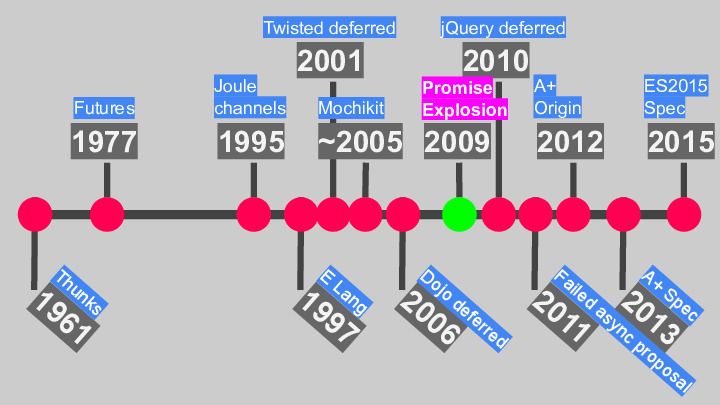 Twisted deferred
2001
jQuery deferred
2010
Futures
1977
Joule
channels
1995
Mochikit
~2005
Promise
Explosion
2009
A+
Origin
2012
ES2015
Spec
2015
Thunks
1961
E Lang
1997
Dojo deferred
2006
Failed async proposal
2011
A+ Spec
2013